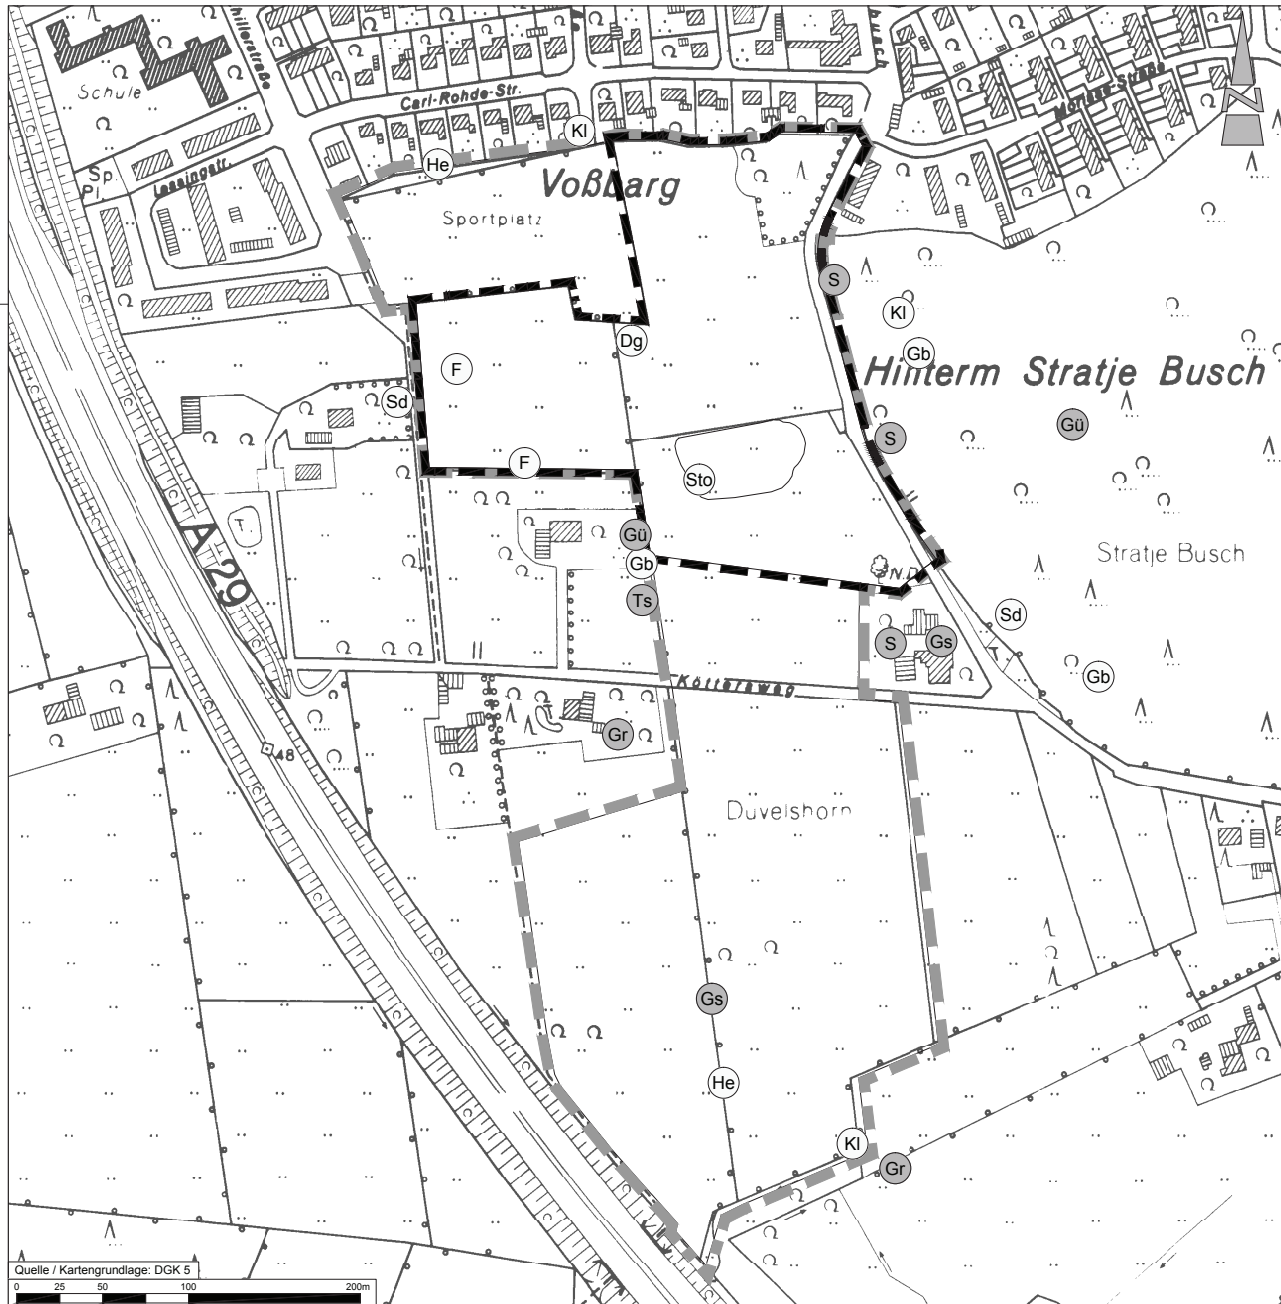 Schule
Carl-Rohde-Str.
Kl
He
Sp.
Pl.
Lessingstr.
Voßbarg
Sportplatz
S
Kl
Gb
Dg
F
Hinterm Stratje Busch
Sd
Gü
S
F
Sto
T.
A 29
Gü
Gb
Stratje Busch
N.D.
Ts
Sd
S
Gs
T.
Gb
Köttersweg
Gr
48
Duvelshorn
Gs
He
Kl
Gr
Quelle / Kartengrundlage: DGK 5
0 25 50 100 200m